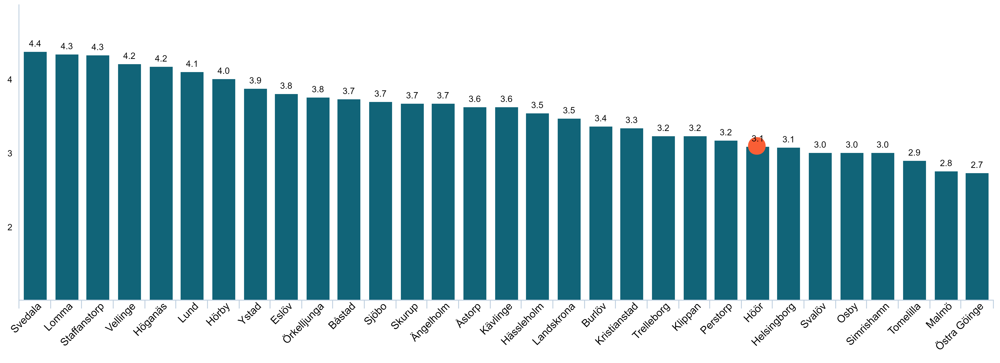 4.4
4.3
4.3
4.2
4.2
4.1
4.0
3.9
3.8
3.8
3.7
3.7
3.7
3.7
3.6
3.6
3.5
3.5
3.4
3.3
3.2
3.2
3.2
3.1
3.1
3.0
3.0
3.0
2.9
2.8
2.7
4
3
2
Svedala
Lomma
Staffanstorp
Vellinge
Höganäs
Lund
Hörby
Ystad
Eslöv
Örkelljunga
Båstad
Sjöbo
Skurup
Ängelholm
Åstorp
Kävlinge
Hässleholm
Landskrona
Burlöv
Kristianstad
Trelleborg
Klippan
Perstorp
Höör
Helsingborg
Svalöv
Osby
Simrishamn
Tomelilla
Malmö
Östra Göinge